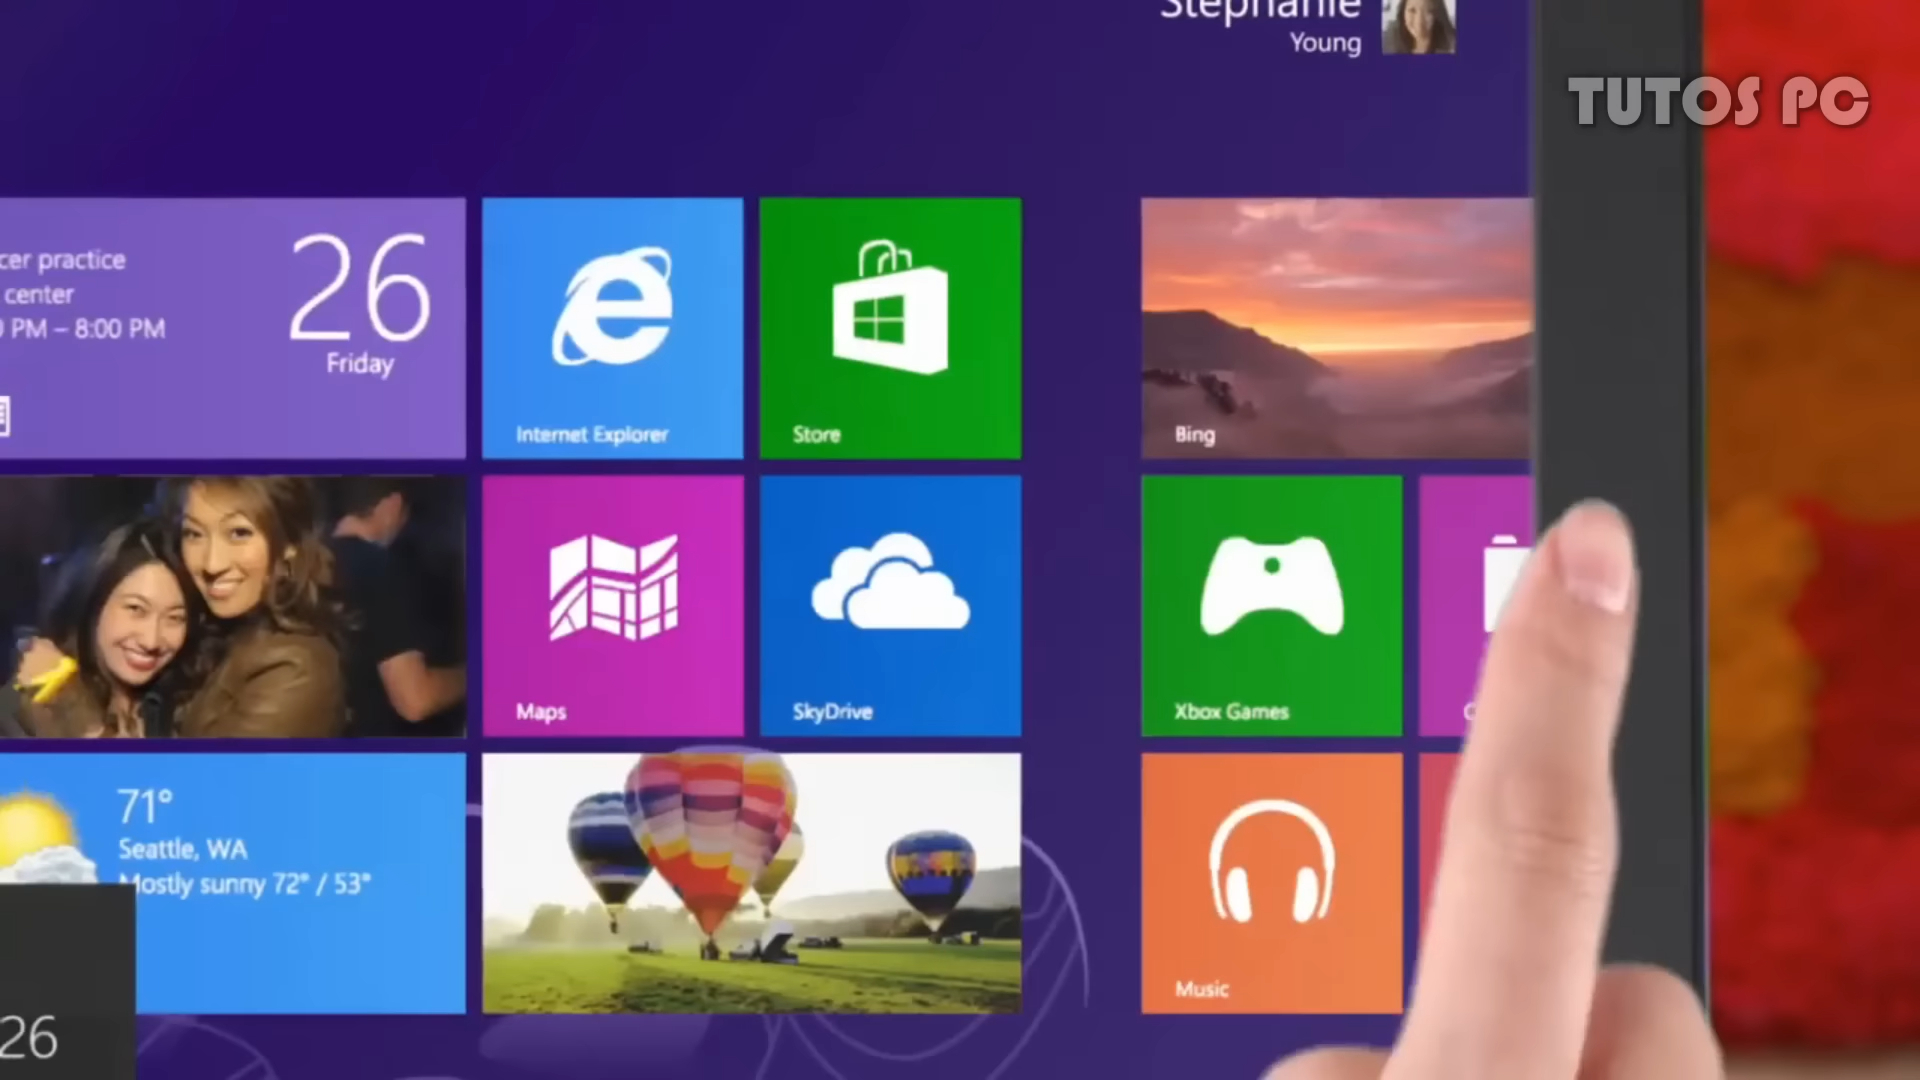 Stephanie
Young
TUTOS PC
cer practice
center
PM – 8:00 PM
26
Friday
Internet Explorer
Store
Bing
Maps
SkyDrive
Xbox Games
71°
Seattle, WA
Mostly sunny 72° / 53°
Music
26